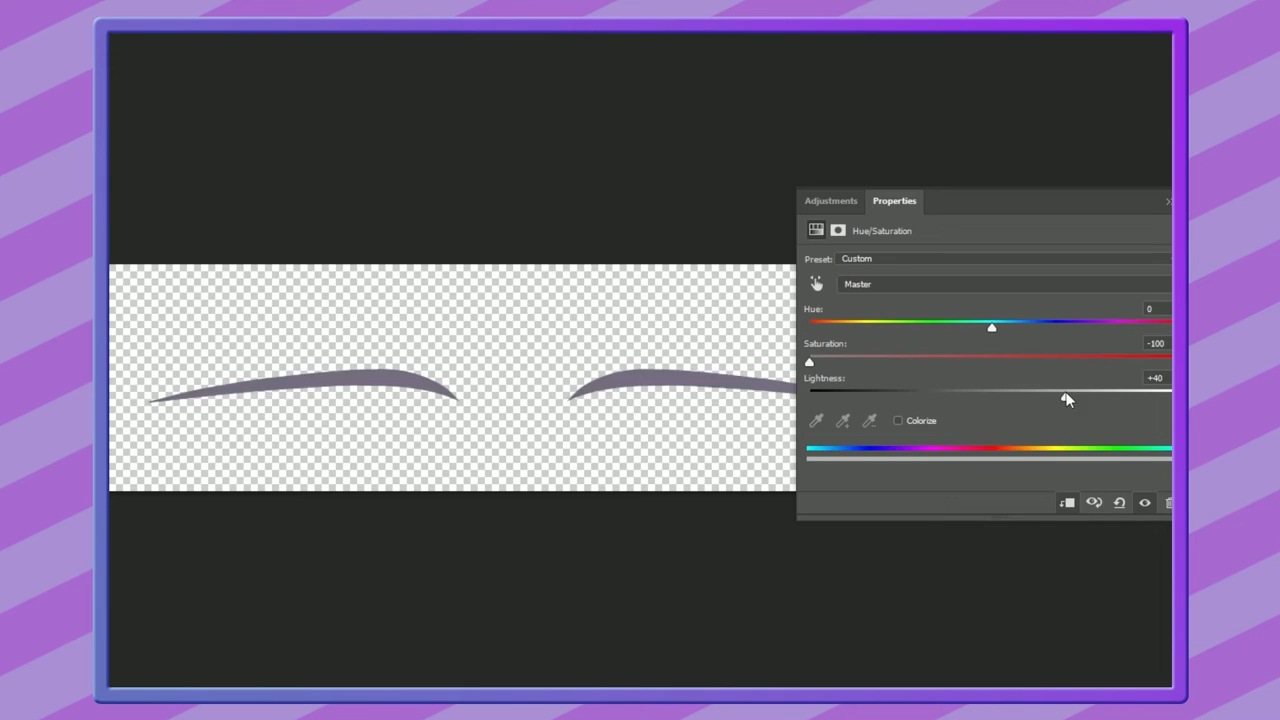 Adjustments Properties
Hue/Saturation
Preset: Custom
Master
Hue: 0
Saturation: -100
Lightness: +40
Colorize